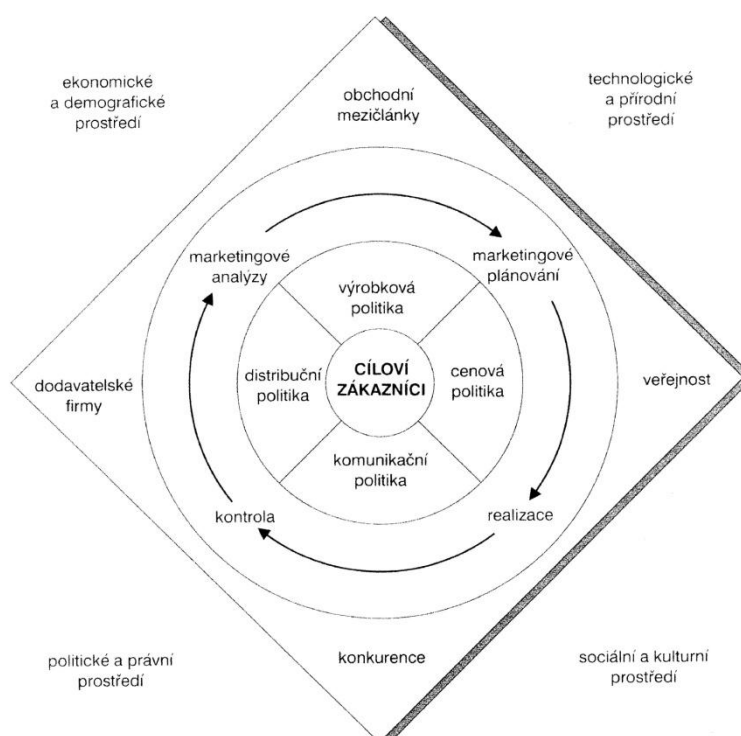 ekonomické
a demografické
prostředí
technologické
a přírodní
prostředí
obchodní
mezičlánky
marketingové
analýzy
marketingové
plánování
výrobková
politika
dodavatelské
firmy
distribuční
politika
CÍLOVÍ
ZÁKAZNÍCI
cenová
politika
veřejnost
komunikační
politika
kontrola
realizace
politické a právní
prostředí
konkurence
sociální a kulturní
prostředí